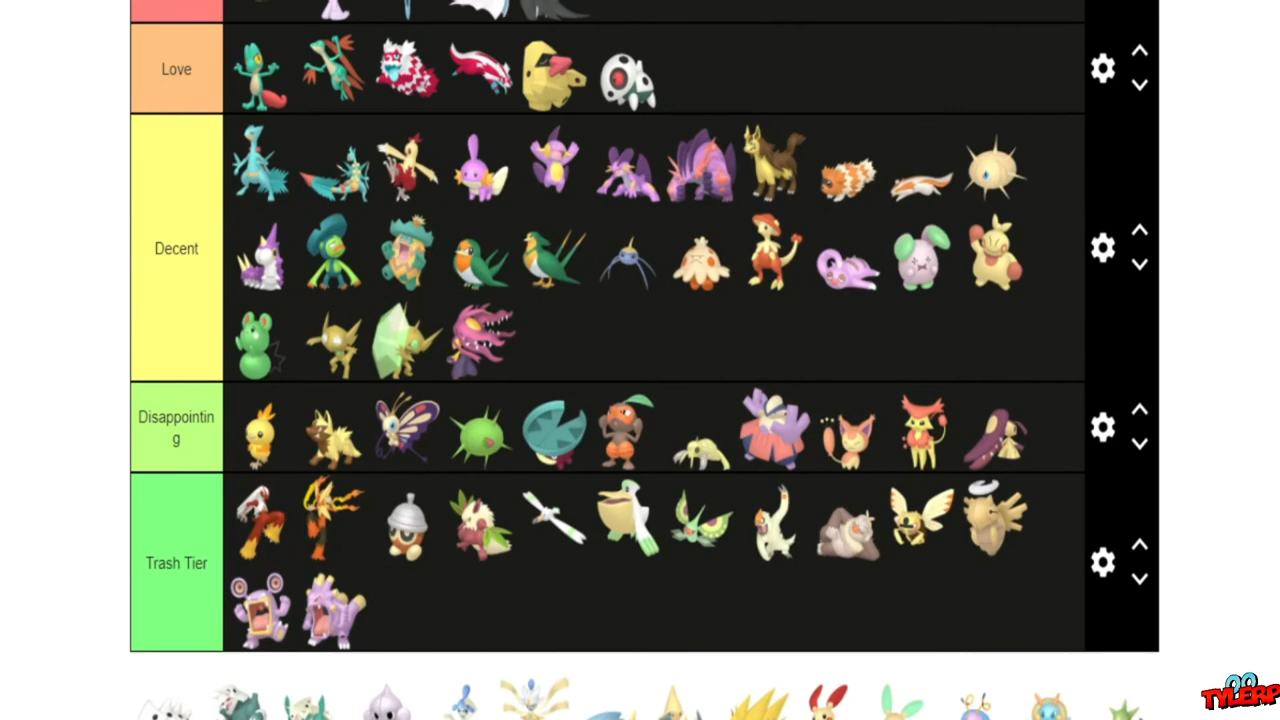 Love
Decent
Disappointin
g
Trash Tier
TYLERP